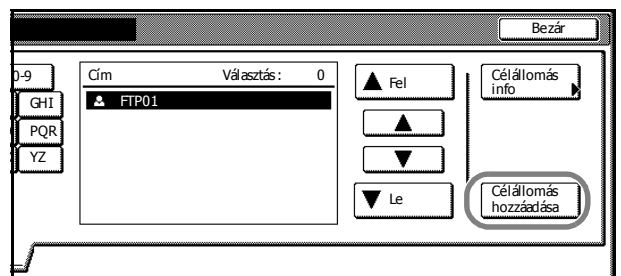 Bezár
0-9
Cím Választás: 0
Fel
Célállomás
info
GHI
FTP01
PQR
YZ
Le
Célállomás
hozzáadása